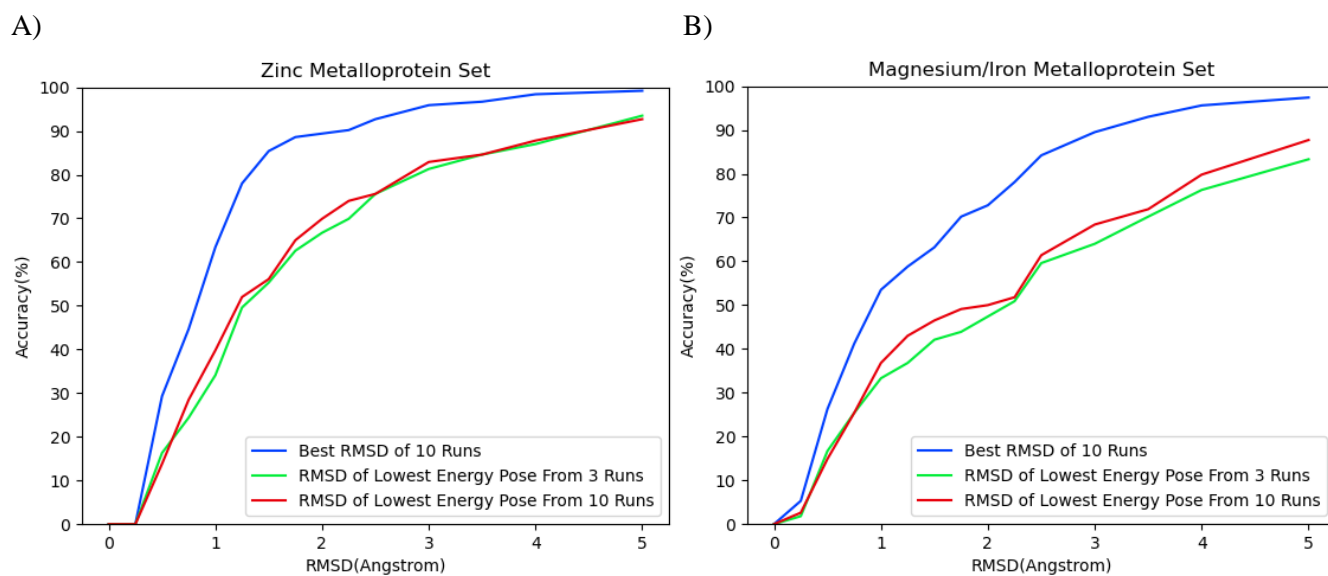 A)
Zinc Metalloprotein Set
100
90
80
70
60
50
40
30
20
10
0
Accuracy(%)
0 1 2 3 4 5
RMSD(Angstrom)
Best RMSD of 10 Runs
RMSD of Lowest Energy Pose From 3 Runs
RMSD of Lowest Energy Pose From 10 Runs
B)
Magnesium/Iron Metalloprotein Set
100
90
80
70
60
50
40
30
20
10
0
Accuracy(%)
0 1 2 3 4 5
RMSD(Angstrom)
Best RMSD of 10 Runs
RMSD of Lowest Energy Pose From 3 Runs
RMSD of Lowest Energy Pose From 10 Runs